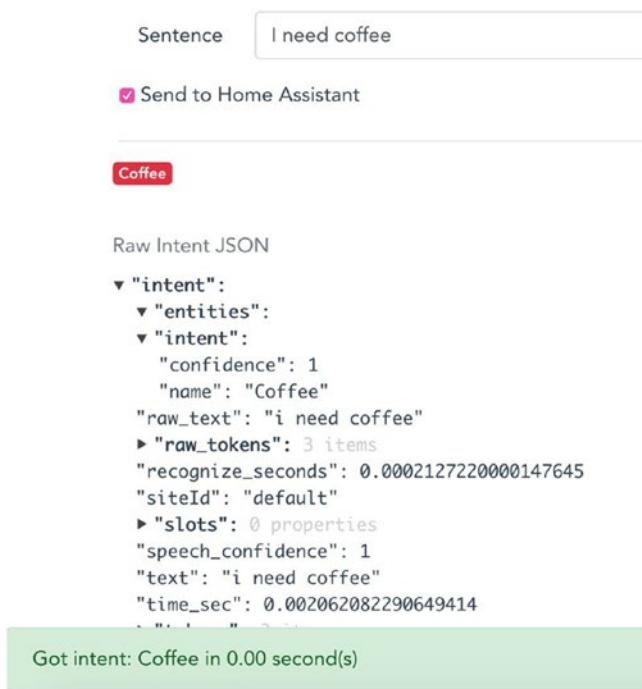 Sentence I need coffee
Send to Home Assistant
Coffee
Raw Intent JSON
▼ "intent":
▼ "entities":
▼ "intent":
"confidence": 1
"name": "Coffee"
"raw_text": "i need coffee"
▶ "raw_tokens": 3 items
"recognize_seconds": 0.0002127220000147645
"siteId": "default"
▶ "slots": 0 properties
"speech_confidence": 1
"text": "i need coffee"
"time_sec": 0.002062082290649414
Got intent: Coffee in 0.00 second(s)